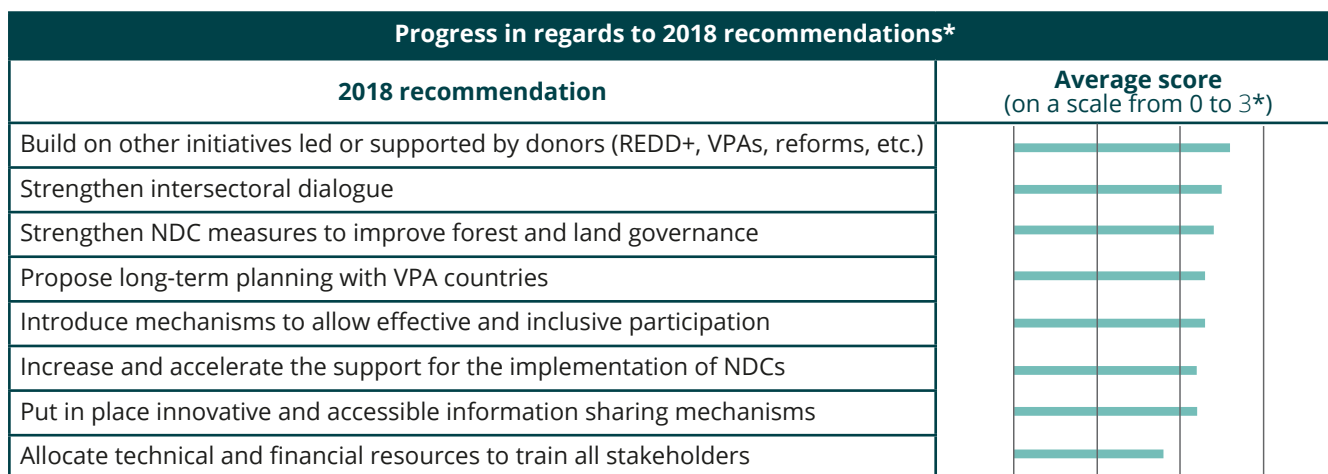 Progress in regards to 2018 recommendations*
2018 recommendation
Average score
(on a scale from 0 to 3*)
Build on other initiatives led or supported by donors (REDD+, VPAs, reforms, etc.)
Strengthen intersectoral dialogue
Strengthen NDC measures to improve forest and land governance
Propose long-term planning with VPA countries
Introduce mechanisms to allow effective and inclusive participation
Increase and accelerate the support for the implementation of NDCs
Put in place innovative and accessible information sharing mechanisms
Allocate technical and financial resources to train all stakeholders